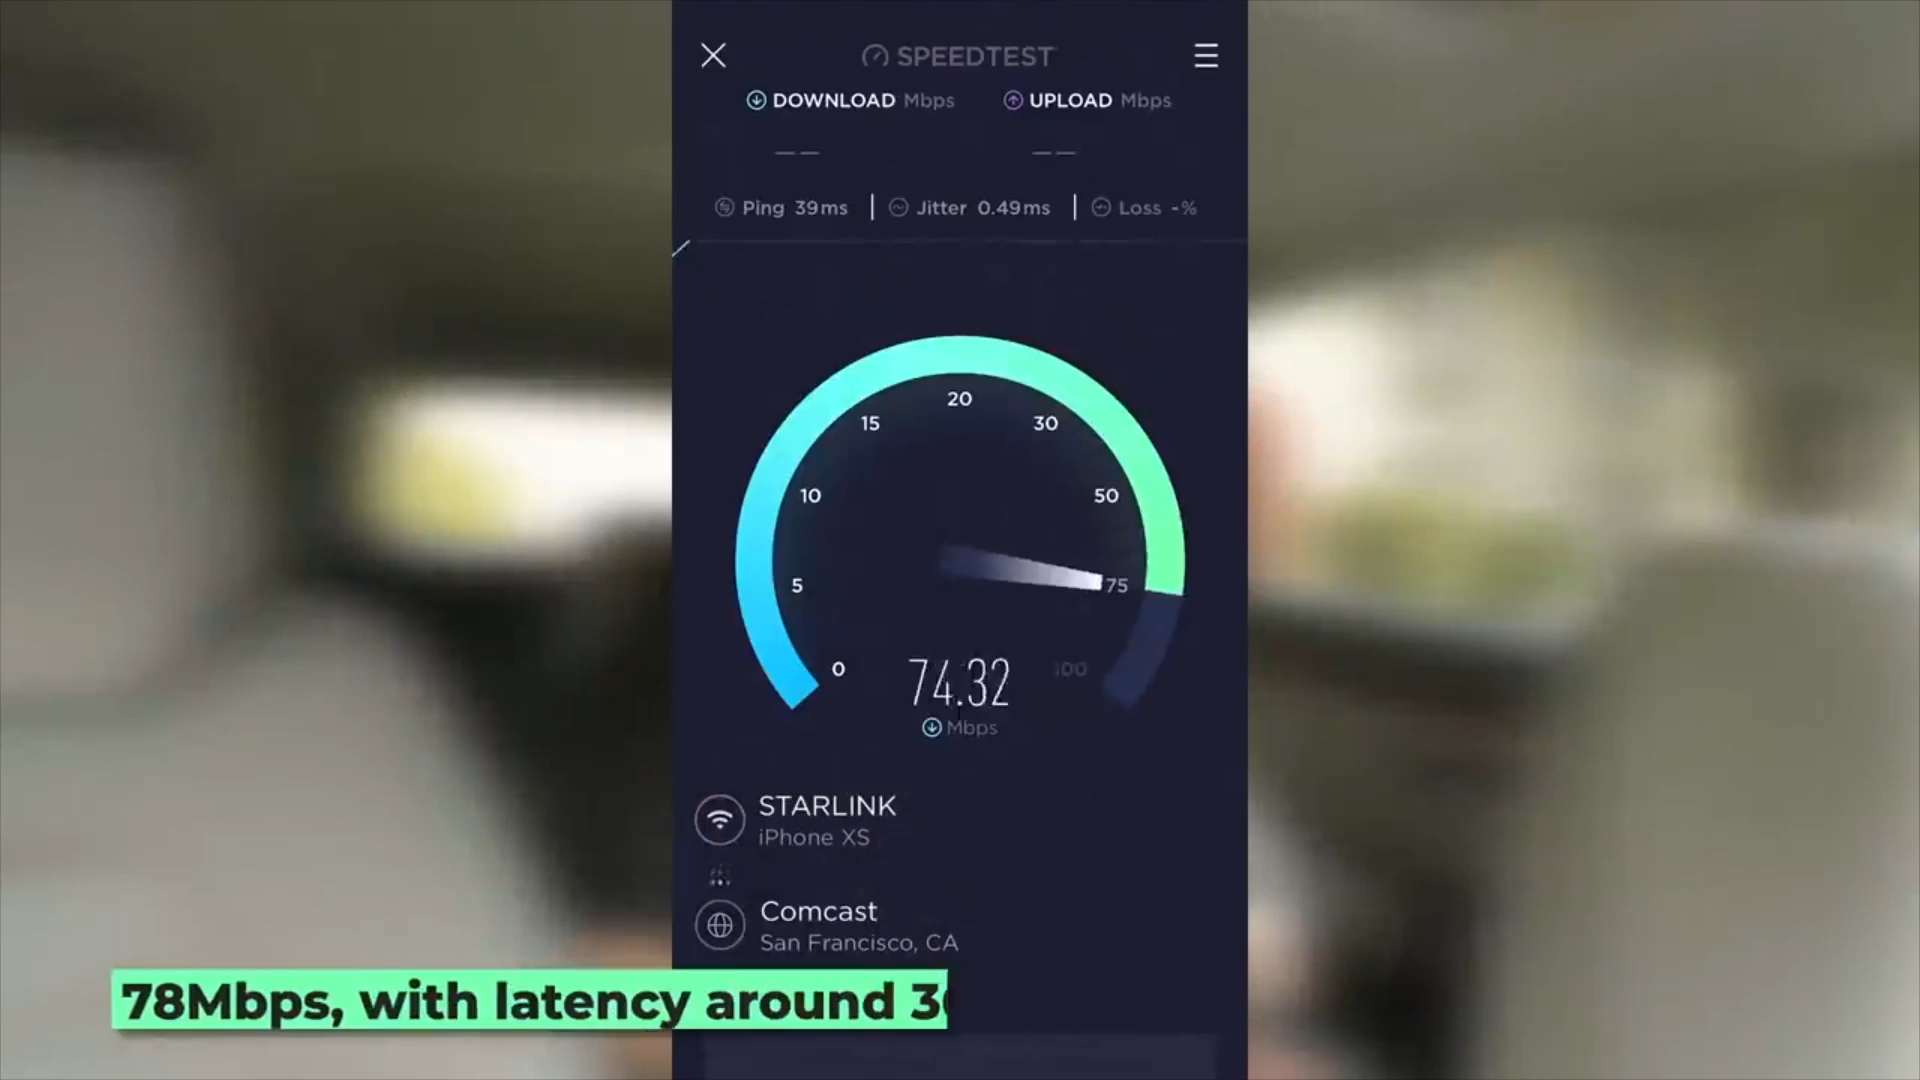 SPEEDTEST
DOWNLOAD Mbps UPLOAD Mbps
— — — —
Ping 39ms Jitter 0.49ms Loss -%
0 5 10 15 20 30 50 75 100
74.32
Mbps
STARLINK
iPhone XS
Comcast
San Francisco, CA
78Mbps, with latency around